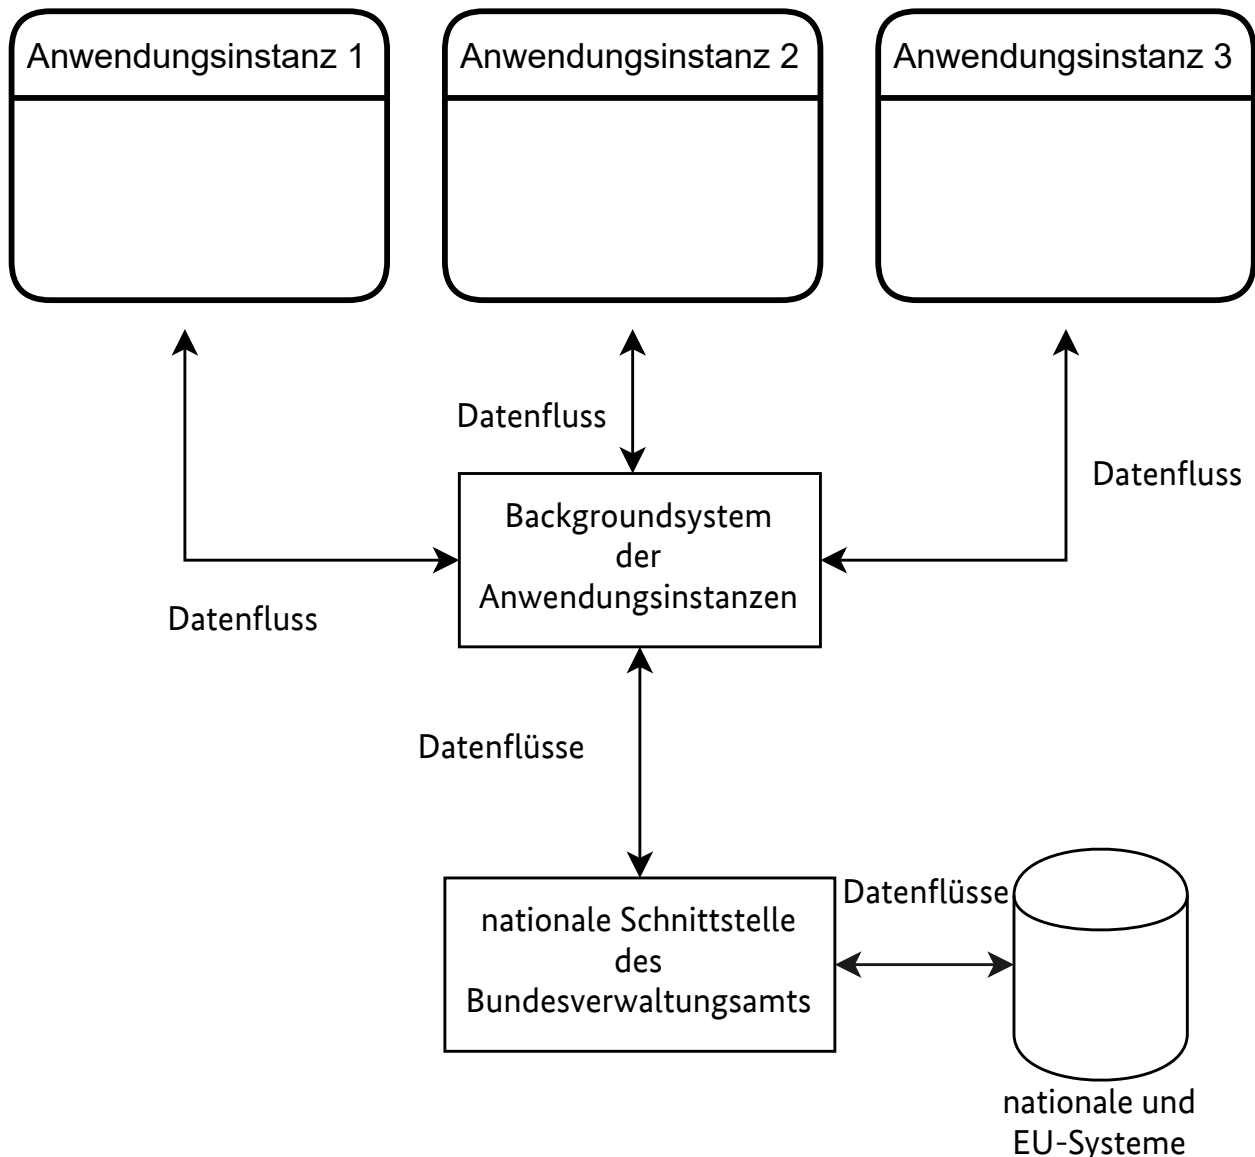 Anwendungsinstanz 1
Anwendungsinstanz 2
Anwendungsinstanz 3
Datenfluss
Datenfluss
Backgroundsystem
der
Anwendungsinstanzen
Datenfluss
Datenflüsse
Datenflüsse
nationale Schnittstelle
des
Bundesverwaltungsamts
nationale und
EU-Systeme